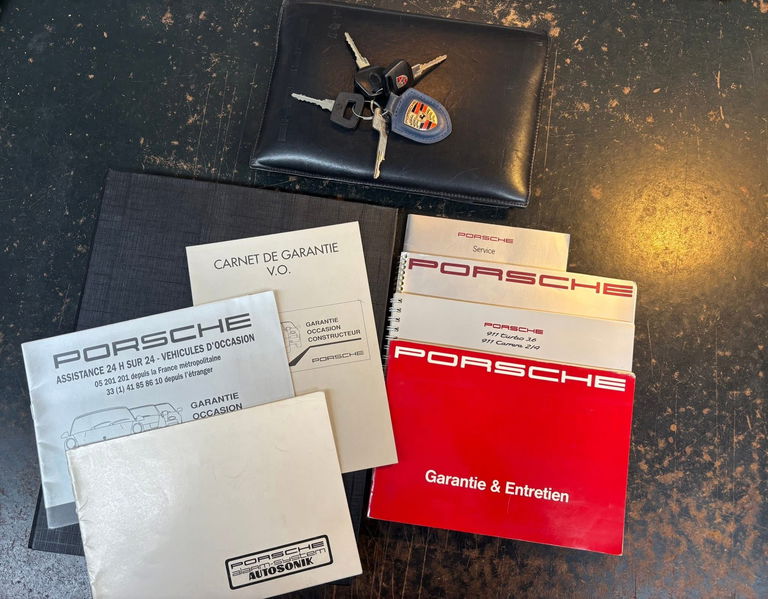 CARNET DE GARANTIE
V.O.
GARANTIE
OCCASION
CONSTRUCTEUR
PORSCHE
PORSCHE
ASSISTANCE 24 H SUR 24 - VEHICULES D'OCCASION
05 201 201 depuis la France métropolitaine
33 (1) 41 85 86 10 depuis l'étranger
GARANTIE
OCCASION
PORSCHE
alarm-system
AUTOSONIK
PORSCHE
Service
PORSCHE
PORSCHE
911 Turbo 3.6
911 Carrera 2/4
PORSCHE
Garantie & Entretien